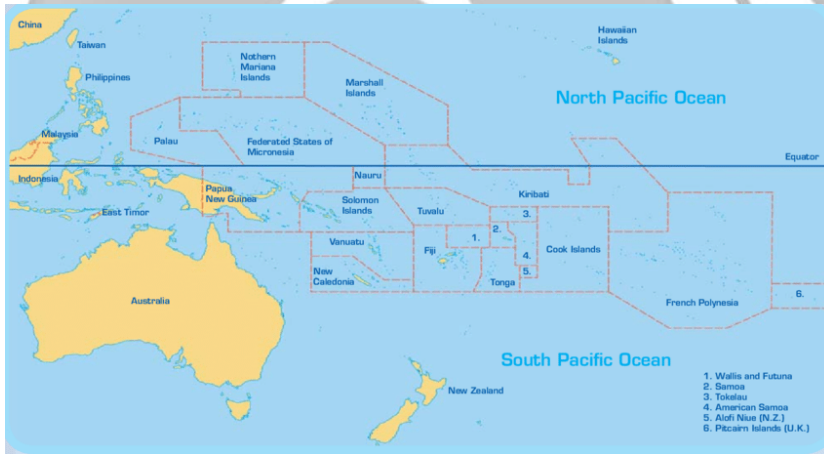 China
Taiwan
Philippines
Malaysia
Indonesia
East Timor
Australia
Nothern
Mariana
Islands
Marshall
Islands
Hawaiian
Islands
North Pacific Ocean
Palau
Federated States of
Micronesia
Equator
Nauru
Kiribati
Papua
New Guinea
Solomon
Islands
Tuvalu
3.
Vanuatu
Fiji
1.
2.
4.
Cook Islands
New
Caledonia
Tonga
5.
French Polynesia
6.
South Pacific Ocean
New Zealand
1. Wallis and Futuna
2. Samoa
3. Tokelau
4. American Samoa
5. Alofi Niue (N.Z.)
6. Pitcairn Islands (U.K.)